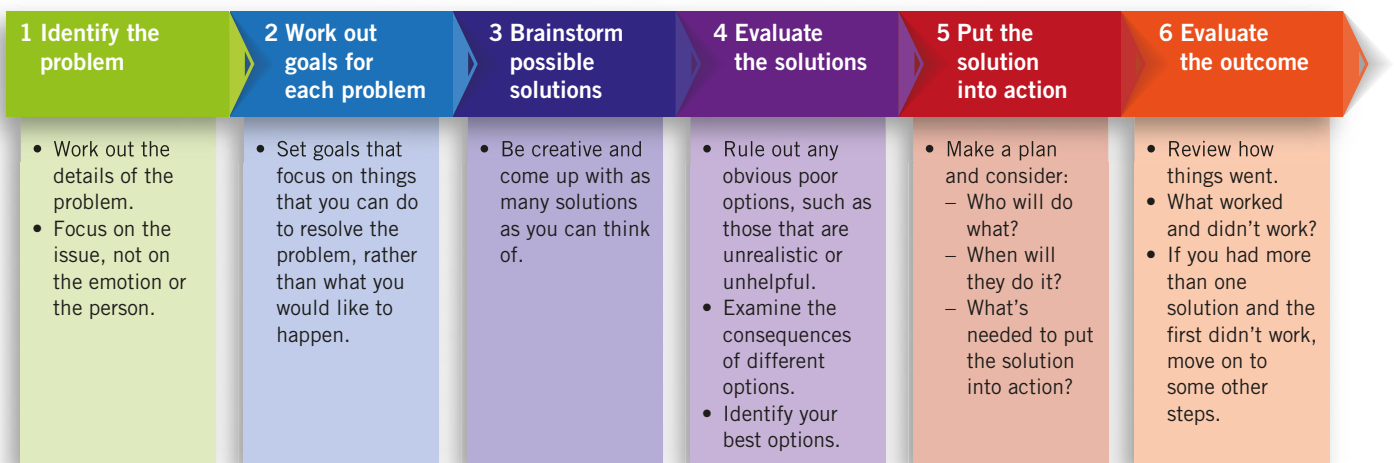 1 Identify the
problem
• Work out the
details of the
problem.
• Focus on the
issue, not on
the emotion or
the person.
2 Work out
goals for
each problem
• Set goals that
focus on things
that you can do
to resolve the
problem, rather
than what you
would like to
happen.
3 Brainstorm
possible
solutions
• Be creative and
come up with as
many solutions
as you can think
of.
4 Evaluate
the solutions
• Rule out any
obvious poor
options, such as
those that are
unrealistic or
unhelpful.
• Examine the
consequences
of different
options.
• Identify your
best options.
5 Put the
solution
into action
• Make a plan
and consider:
– Who will do
what?
– When will
they do it?
– What’s
needed to put
the solution
into action?
6 Evaluate
the outcome
• Review how
things went.
• What worked
and didn’t work?
• If you had more
than one
solution and the
first didn’t work,
move on to
some other
steps.